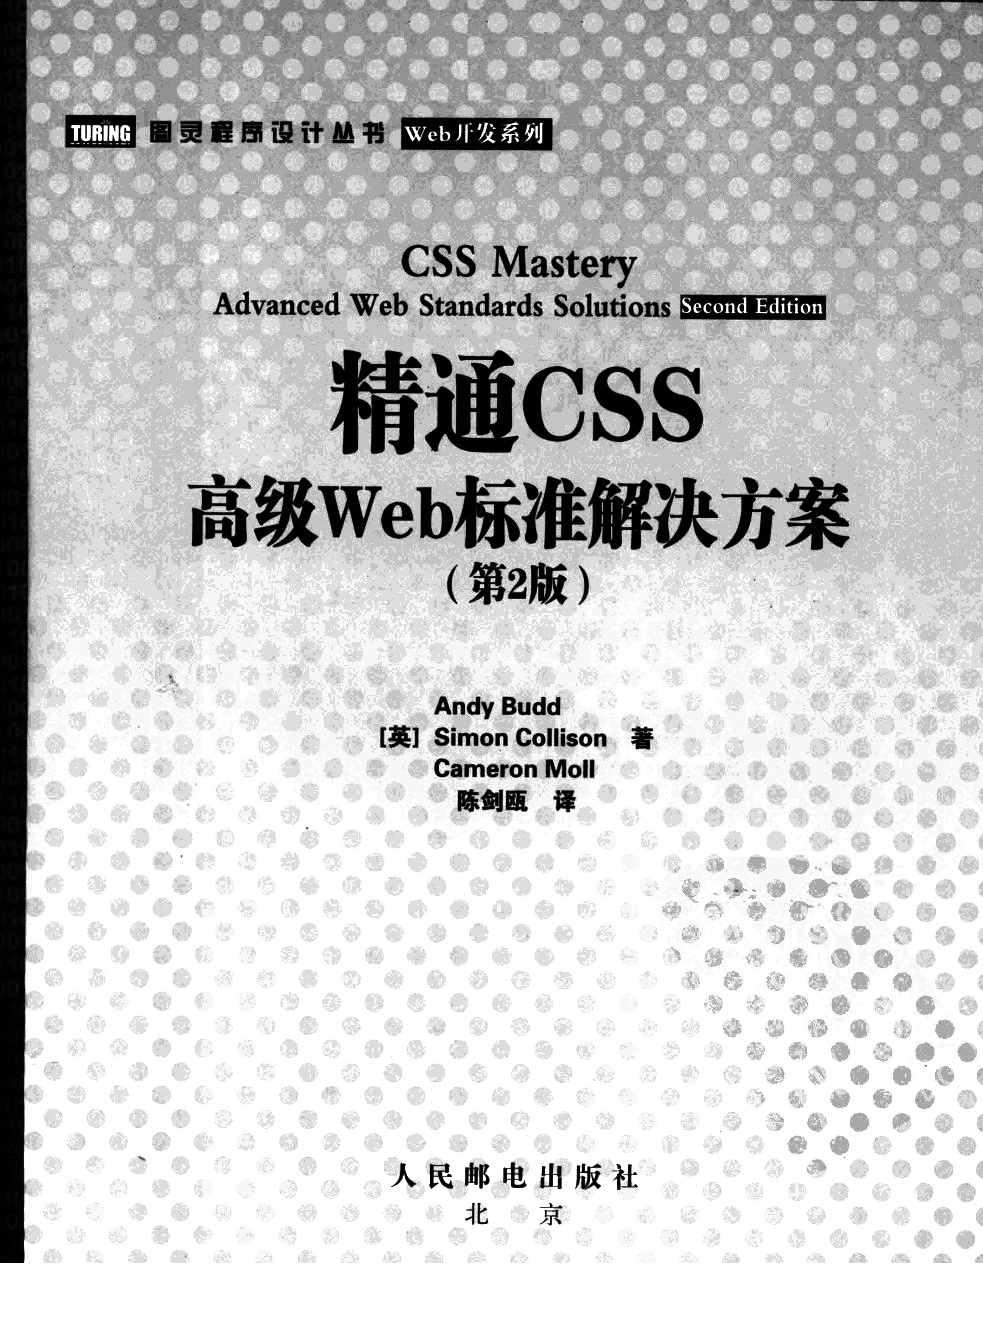 TURING 图灵程序设计丛书 Web开发系列
CSS Mastery
Advanced Web Standards Solutions Second Edition
精通CSS
高级Web标准解决方案
(第2版)
Andy Budd
[英] Simon Collison 著
Cameron Moll
陈剑瓯 译
人民邮电出版社
北京